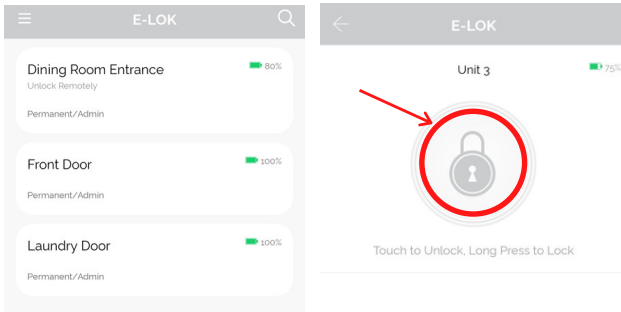 E-LOK
Dining Room Entrance
80%
Unlock Remotely
Permanent/Admin
Front Door
100%
Permanent/Admin
Laundry Door
100%
Permanent/Admin
E-LOK
Unit 3
75%
Touch to Unlock, Long Press to Lock